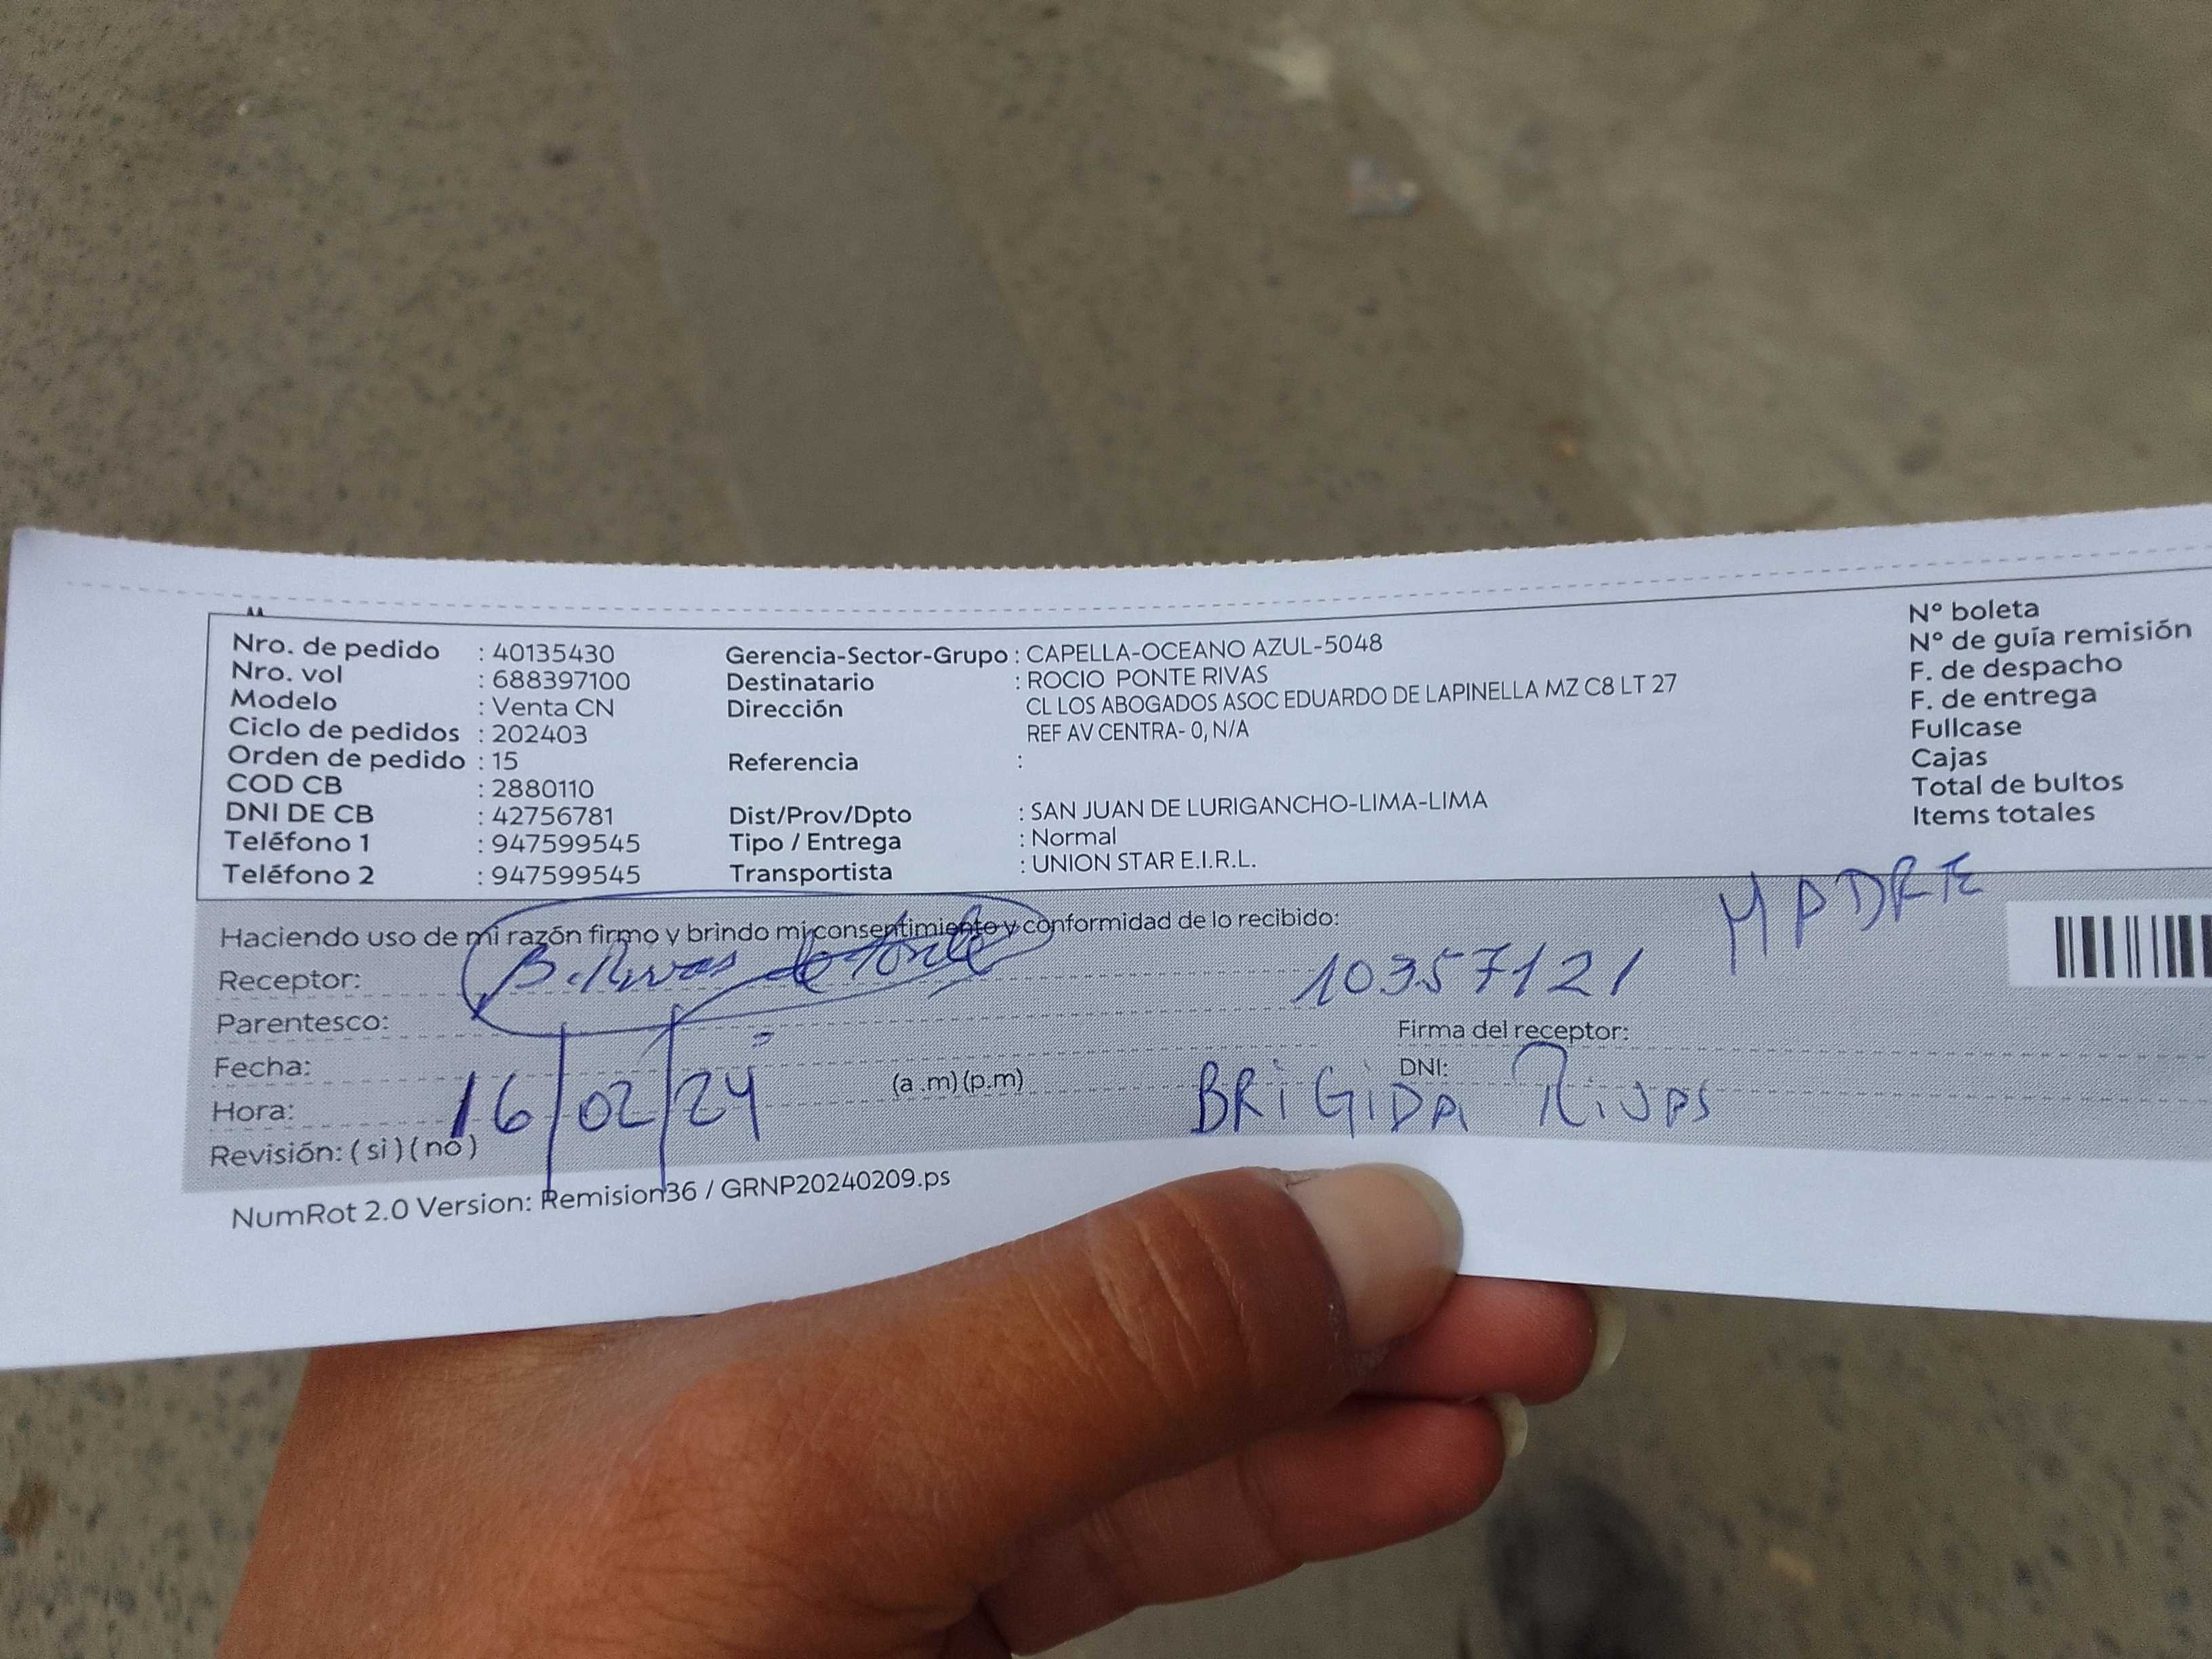 Nro. de pedido : 40135430
Nro. vol : 688397100
Modelo : Venta CN
Ciclo de pedidos : 202403
Orden de pedido : 15
COD CB : 2880110
DNI DE CB : 42756781
Teléfono 1 : 947599545
Teléfono 2 : 947599545
Gerencia-Sector-Grupo : CAPELLA-OCEANO AZUL-5048
Destinatario : ROCIO PONTE RIVAS
Dirección CL LOS ABOGADOS ASOC EDUARDO DE LAPINELLA MZ C8 LT 27
REF AV CENTRA- 0, N/A
Referencia :
Dist/Prov/Dpto : SAN JUAN DE LURIGANCHO-LIMA-LIMA
Tipo / Entrega : Normal
Transportista : UNION STAR E.I.R.L.
N° boleta
N° de guía remisión
F. de despacho
F. de entrega
Fullcase
Cajas
Total de bultos
Items totales
Haciendo uso de mi razón firmo y brindo mi consentimiento y conformidad de lo recibido:
MADRE
Receptor: B. Rivas de Ponte 10357121
Parentesco:
Firma del receptor:
Fecha:
DNI:
Hora: 16/02/24 (a .m) (p.m) BRIGIDA Rivas
Revisión: ( si ) ( no )
NumRot 2.0 Version: Remision36 / GRNP20240209.ps